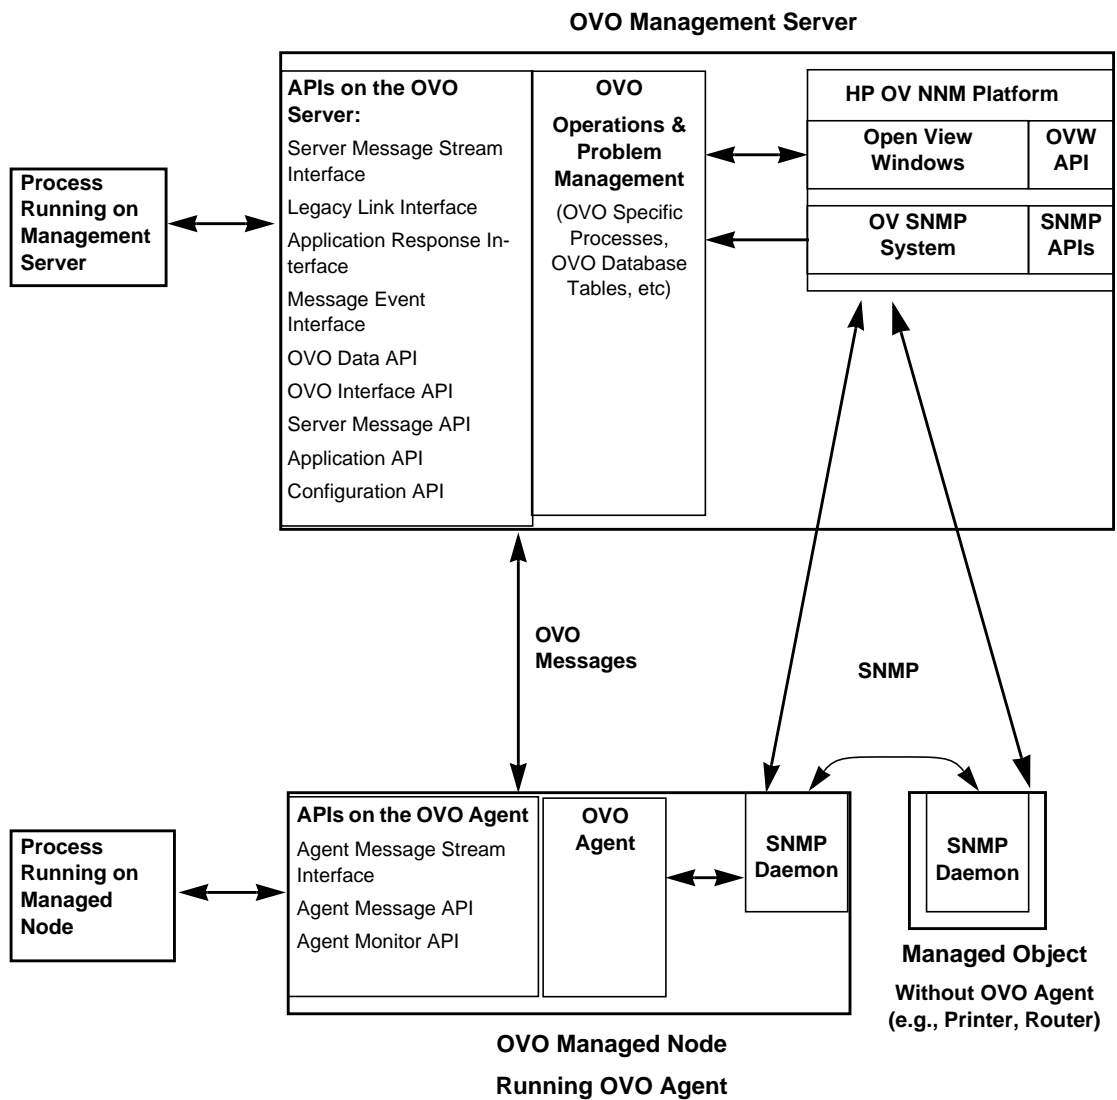 OVO Management Server
APIs on the OVO
Server:
Server Message Stream
Interface
Legacy Link Interface
Application Response In-
terface
Message Event
Interface
OVO Data API
OVO Interface API
Server Message API
Application API
Configuration API
OVO
Operations &
Problem
Management
(OVO Specific
Processes,
OVO Database
Tables, etc)
HP OV NNM Platform
Open View
Windows
OVW
API
OV SNMP
System
SNMP
APIs
Process
Running on
Management
Server
OVO
Messages
SNMP
Process
Running on
Managed
Node
APIs on the OVO Agent
Agent Message Stream
Interface
Agent Message API
Agent Monitor API
OVO
Agent
SNMP
Daemon
SNMP
Daemon
Managed Object
Without OVO Agent
(e.g., Printer, Router)
OVO Managed Node
Running OVO Agent